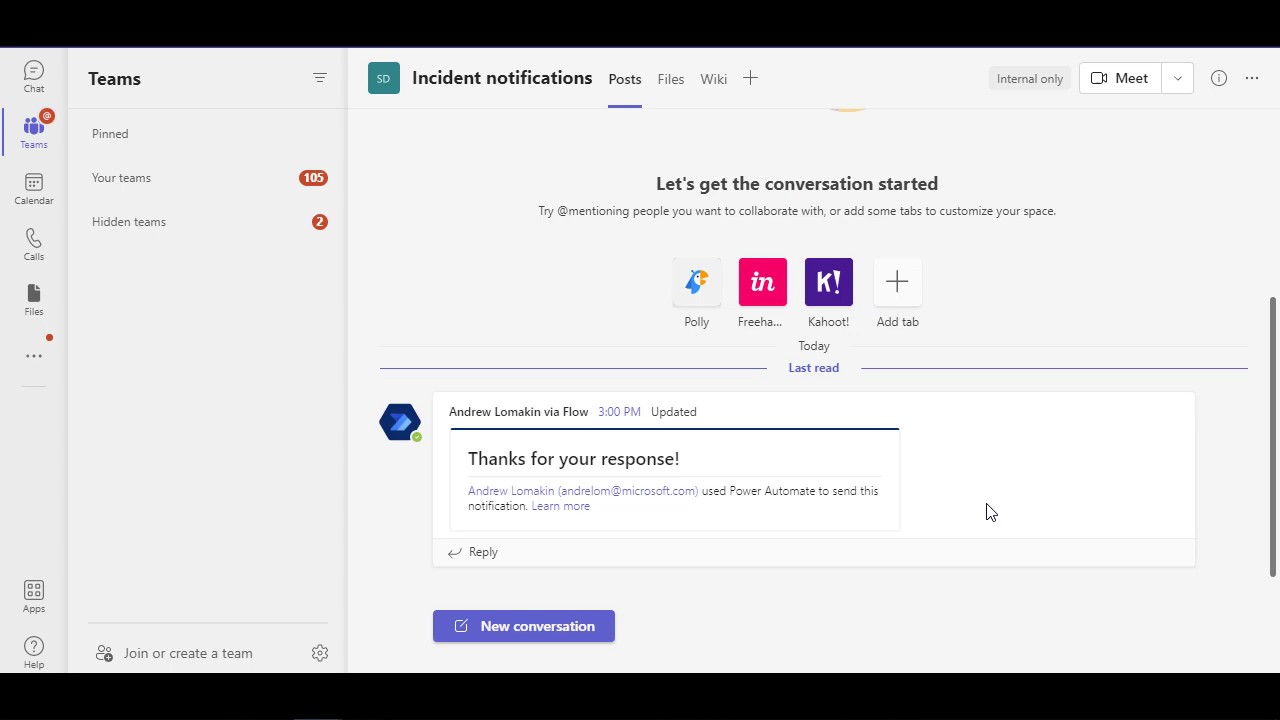 Chat
@
Teams
Calendar
Calls
Files
Apps
Help
Teams
Pinned
Your teams 105
Hidden teams 2
Join or create a team
SD Incident notifications Posts Files Wiki Internal only Meet
Let's get the conversation started
Try @mentioning people you want to collaborate with, or add some tabs to customize your space.
in K!
Polly Freeha... Kahoot! Add tab
Today
Last read
Andrew Lomakin via Flow 3:00 PM Updated
Thanks for your response!
Andrew Lomakin (andrelom@microsoft.com) used Power Automate to send this
notification. Learn more
Reply
New conversation